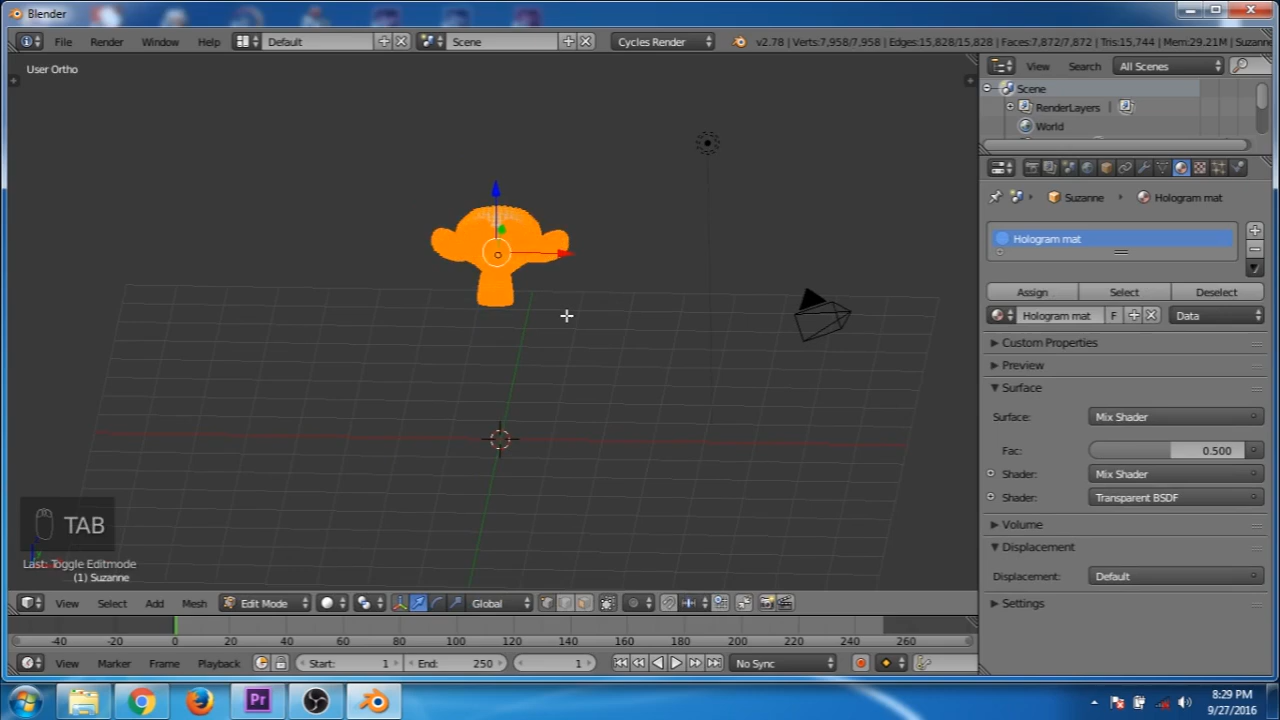 Blender
File Render Window Help Default Scene Cycles Render v2.78 | Verts:7,958/7,958 | Edges:15,828/15,828 | Faces:7,872/7,872 | Tris:15,744 | Mem:29.21M | Suzanne
User Ortho
View Search All Scenes
Scene
RenderLayers |
World
Suzanne Hologram mat
Hologram mat
Assign Select Deselect
Hologram mat F Data
Custom Properties
Preview
Surface
Surface: Mix Shader
Fac: 0.500
Shader: Mix Shader
Shader: Transparent BSDF
Volume
Displacement
Displacement: Default
Settings
TAB
Last: Toggle Editmode
(1) Suzanne
View Select Add Mesh Edit Mode Global
-40 -20 0 20 40 60 80 100 120 140 160 180 200 220 240 260
View Marker Frame Playback Start: 1 End: 250 1 No Sync
Pr
8:29 PM
9/27/2016